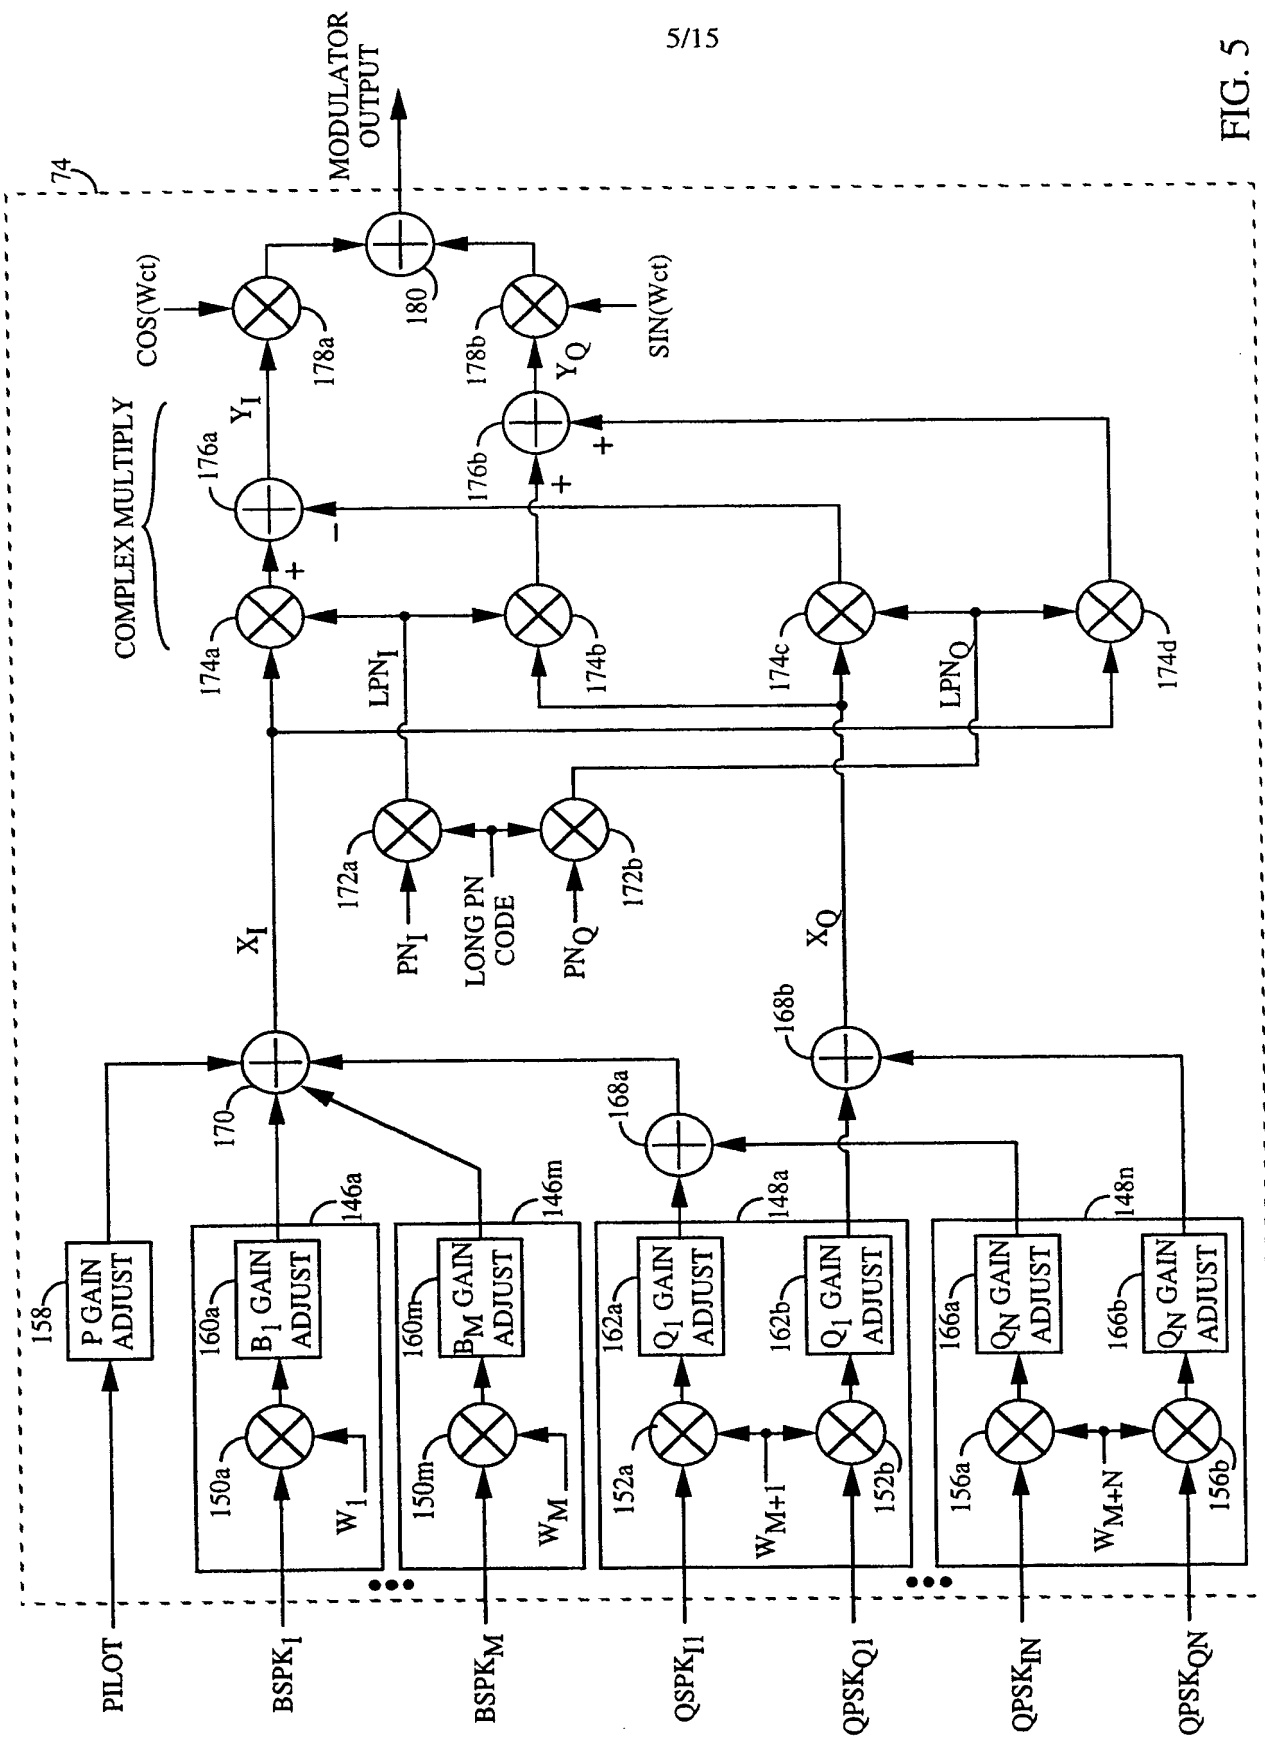 5/15
FIG. 5
74
MODULATOR
OUTPUT
COS(Wct)
178a
180
178b
SIN(Wct)
COMPLEX MULTIPLY
YI
YQ
176a
176b
+
-
+
+
174a
174b
174c
174d
LPNI
LPNQ
172a
172b
PNI
LONG PN
CODE
PNQ
XI
XQ
170
168a
168b
158
P GAIN
ADJUST
PILOT
146a
160a
B1 GAIN
ADJUST
150a
W1
BSPK1
146m
160m
BM GAIN
ADJUST
150m
WM
BSPKM
148a
162a
Q1 GAIN
ADJUST
152a
QSPKI1
WM+1
162b
Q1 GAIN
ADJUST
152b
QPSKQ1
148n
166a
QN GAIN
ADJUST
156a
QPSKIN
WM+N
166b
QN GAIN
ADJUST
156b
QPSKQN